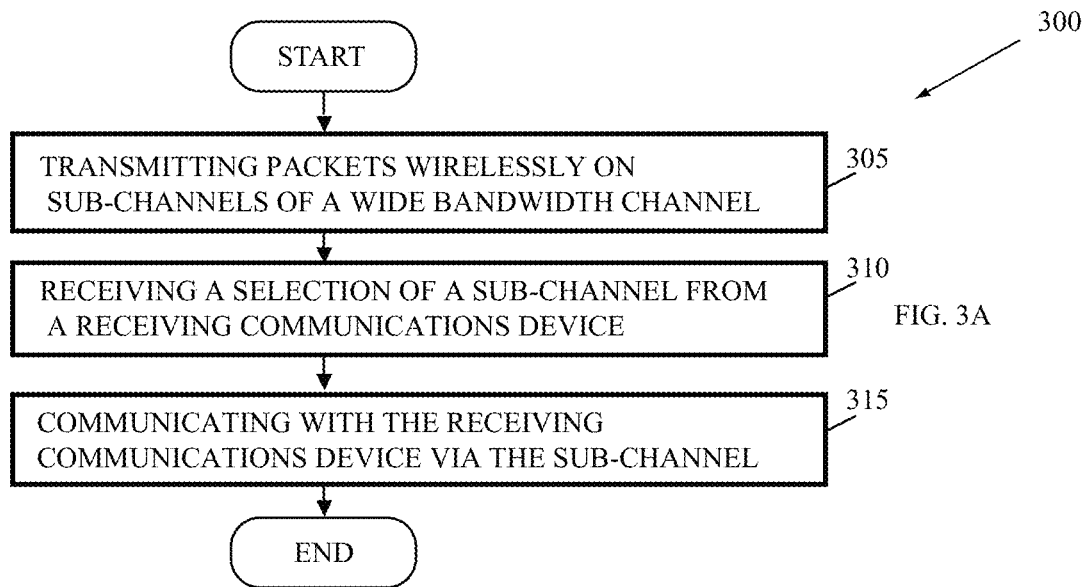 300
START
TRANSMITTING PACKETS WIRELESSLY ON
SUB-CHANNELS OF A WIDE BANDWIDTH CHANNEL
305
RECEIVING A SELECTION OF A SUB-CHANNEL FROM
A RECEIVING COMMUNICATIONS DEVICE
310
FIG. 3A
COMMUNICATING WITH THE RECEIVING
COMMUNICATIONS DEVICE VIA THE SUB-CHANNEL
315
END